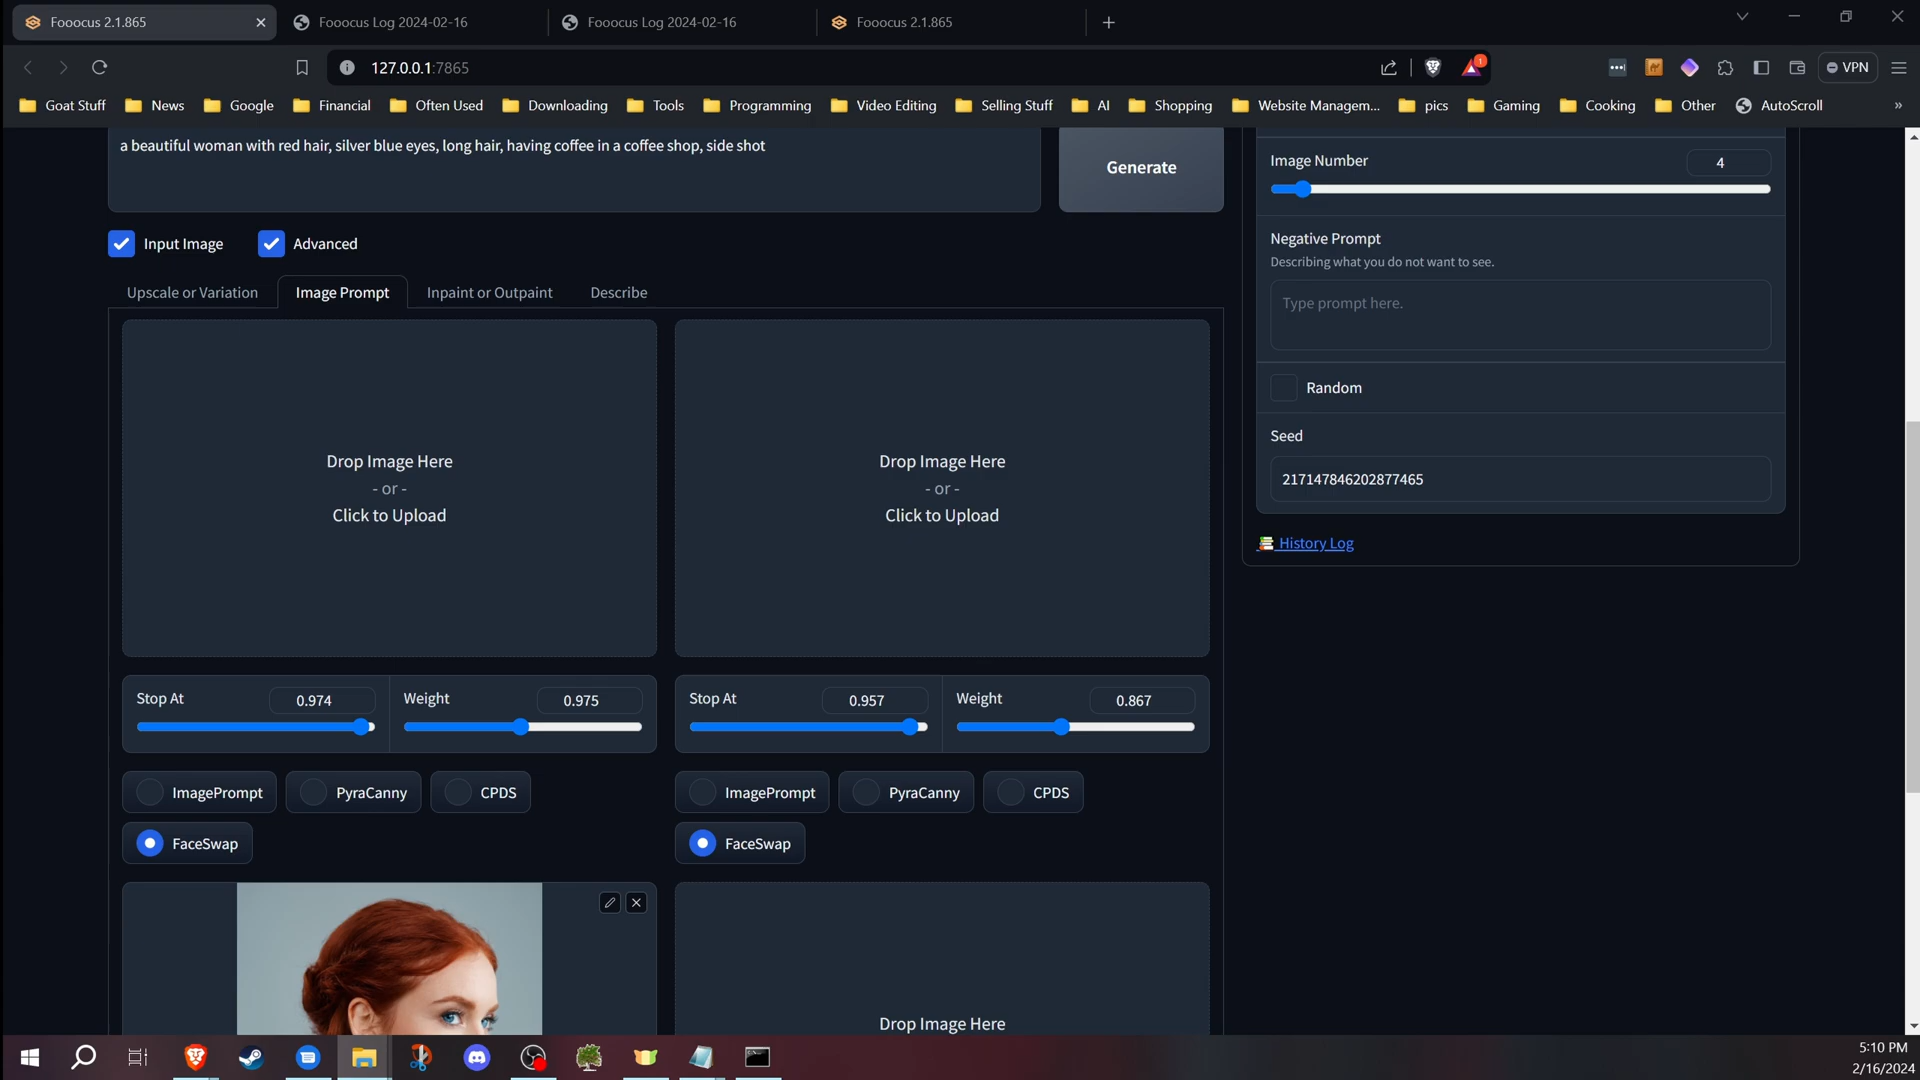 Fooocus 2.1.865
Fooocus Log 2024-02-16
Fooocus Log 2024-02-16
Fooocus 2.1.865
127.0.0.1:7865
1
VPN
Goat Stuff
News
Google
Financial
Often Used
Downloading
Tools
Programming
Video Editing
Selling Stuff
AI
Shopping
Website Managem...
pics
Gaming
Cooking
Other
AutoScroll
»
a beautiful woman with red hair, silver blue eyes, long hair, having coffee in a coffee shop, side shot
Generate
Input Image
Advanced
Upscale or Variation
Image Prompt
Inpaint or Outpaint
Describe
Drop Image Here
- or -
Click to Upload
Drop Image Here
- or -
Click to Upload
Stop At
0.974
Weight
0.975
Stop At
0.957
Weight
0.867
ImagePrompt
PyraCanny
CPDS
FaceSwap
ImagePrompt
PyraCanny
CPDS
FaceSwap
Drop Image Here
Image Number
4
Negative Prompt
Describing what you do not want to see.
Type prompt here.
Random
Seed
217147846202877465
History Log
5:10 PM
2/16/2024